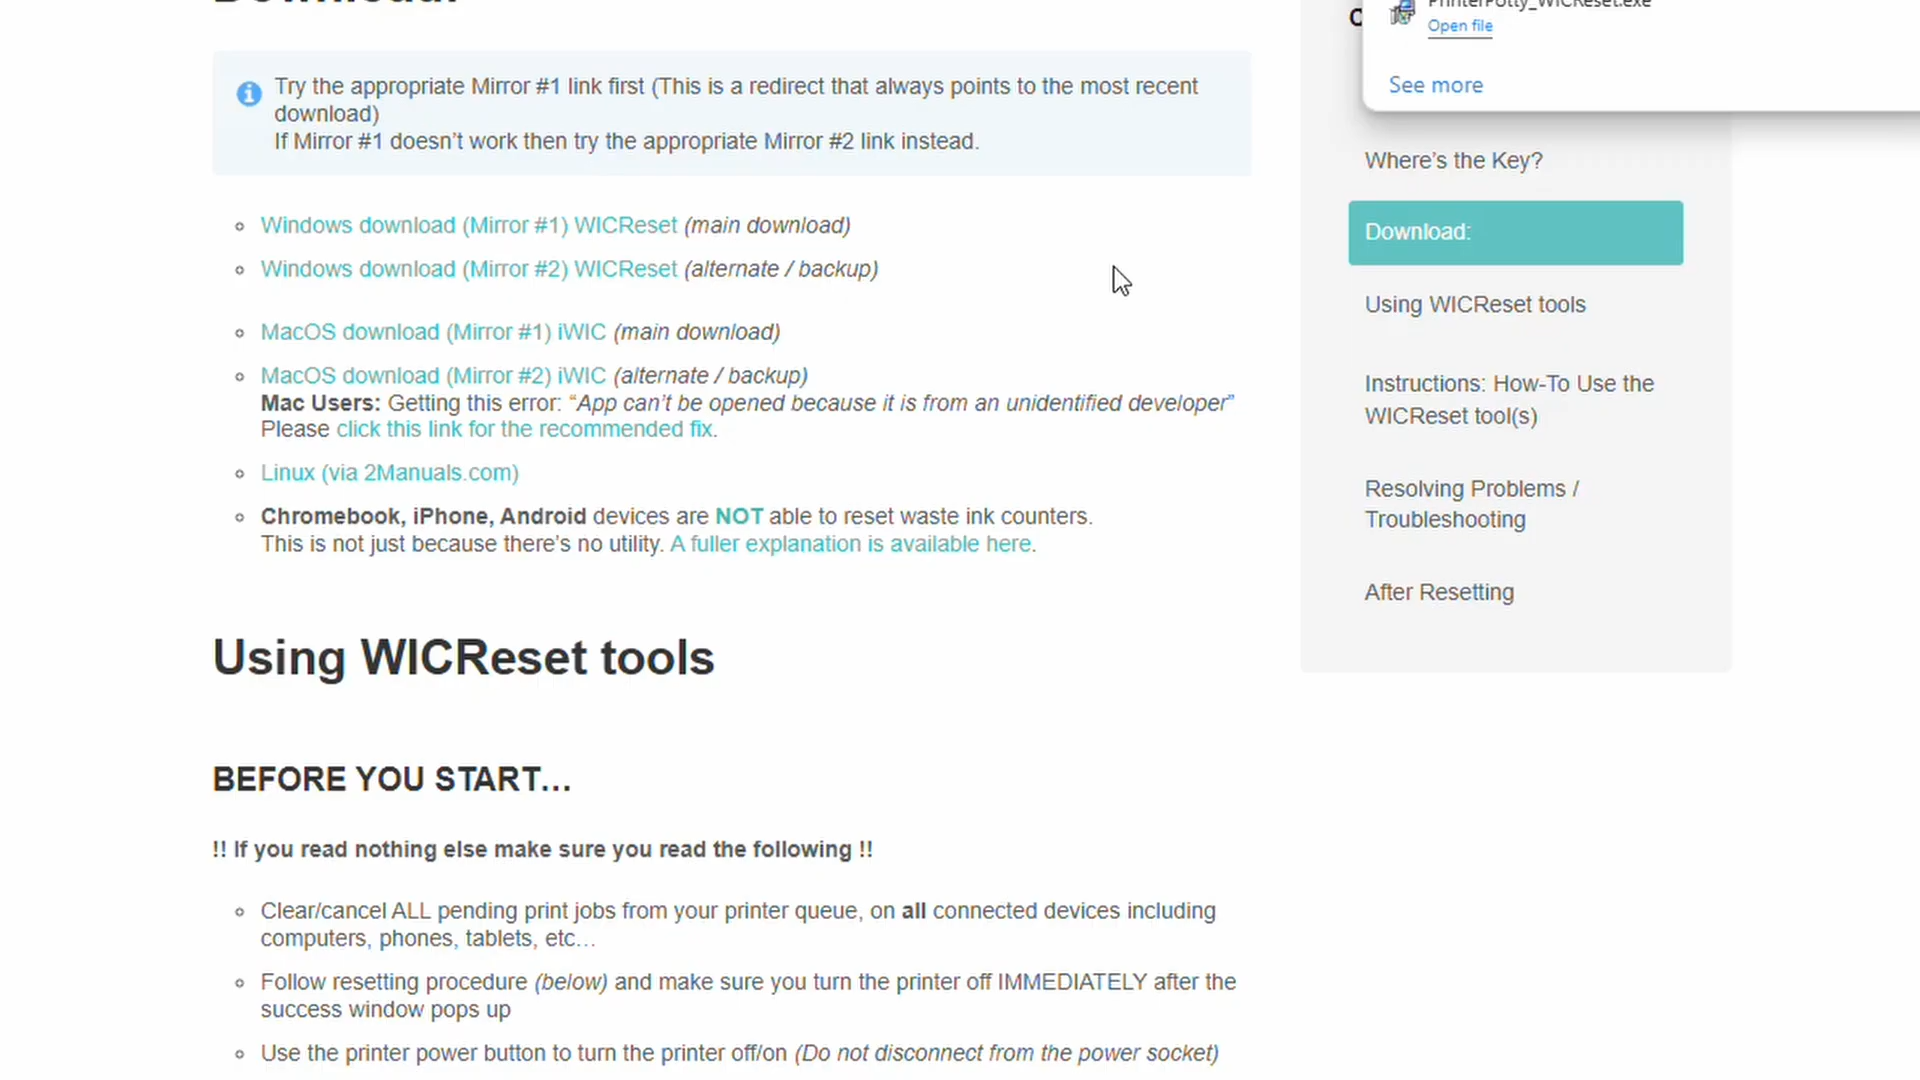 Download:
PrinterPotty_WICReset.exe
Open file
See more
Try the appropriate Mirror #1 link first (This is a redirect that always points to the most recent
download)
If Mirror #1 doesn’t work then try the appropriate Mirror #2 link instead.
Windows download (Mirror #1) WICReset (main download)
Windows download (Mirror #2) WICReset (alternate / backup)
MacOS download (Mirror #1) iWIC (main download)
MacOS download (Mirror #2) iWIC (alternate / backup)
Mac Users: Getting this error: “App can’t be opened because it is from an unidentified developer”
Please click this link for the recommended fix.
Linux (via 2Manuals.com)
Chromebook, iPhone, Android devices are NOT able to reset waste ink counters.
This is not just because there’s no utility. A fuller explanation is available here.
Using WICReset tools
BEFORE YOU START…
!! If you read nothing else make sure you read the following !!
Clear/cancel ALL pending print jobs from your printer queue, on all connected devices including
computers, phones, tablets, etc…
Follow resetting procedure (below) and make sure you turn the printer off IMMEDIATELY after the
success window pops up
Use the printer power button to turn the printer off/on (Do not disconnect from the power socket)
Where’s the Key?
Download:
Using WICReset tools
Instructions: How-To Use the
WICReset tool(s)
Resolving Problems /
Troubleshooting
After Resetting